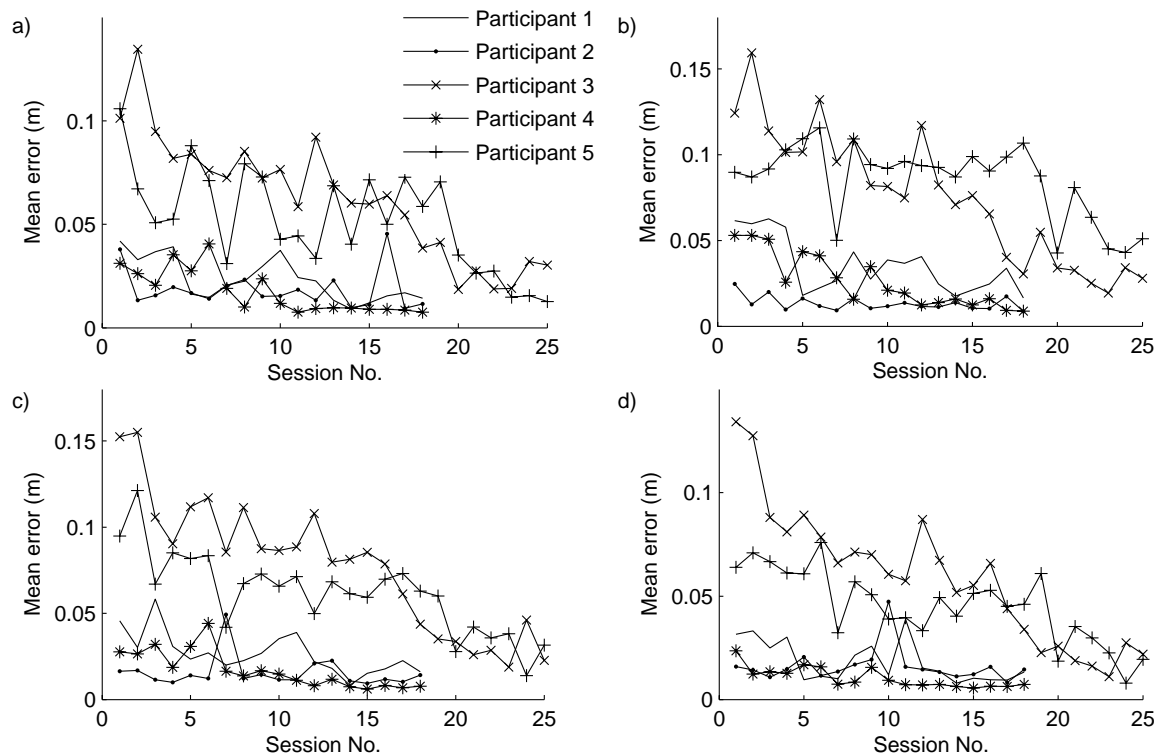 a)
Participant 1
Participant 2
Participant 3
Participant 4
Participant 5
Mean error (m)
0.1
0.05
0
0 5 10 15 20 25
Session No.
b)
Mean error (m)
0.15
0.1
0.05
0
0 5 10 15 20 25
Session No.
c)
Mean error (m)
0.15
0.1
0.05
0
0 5 10 15 20 25
Session No.
d)
Mean error (m)
0.1
0.05
0
0 5 10 15 20 25
Session No.